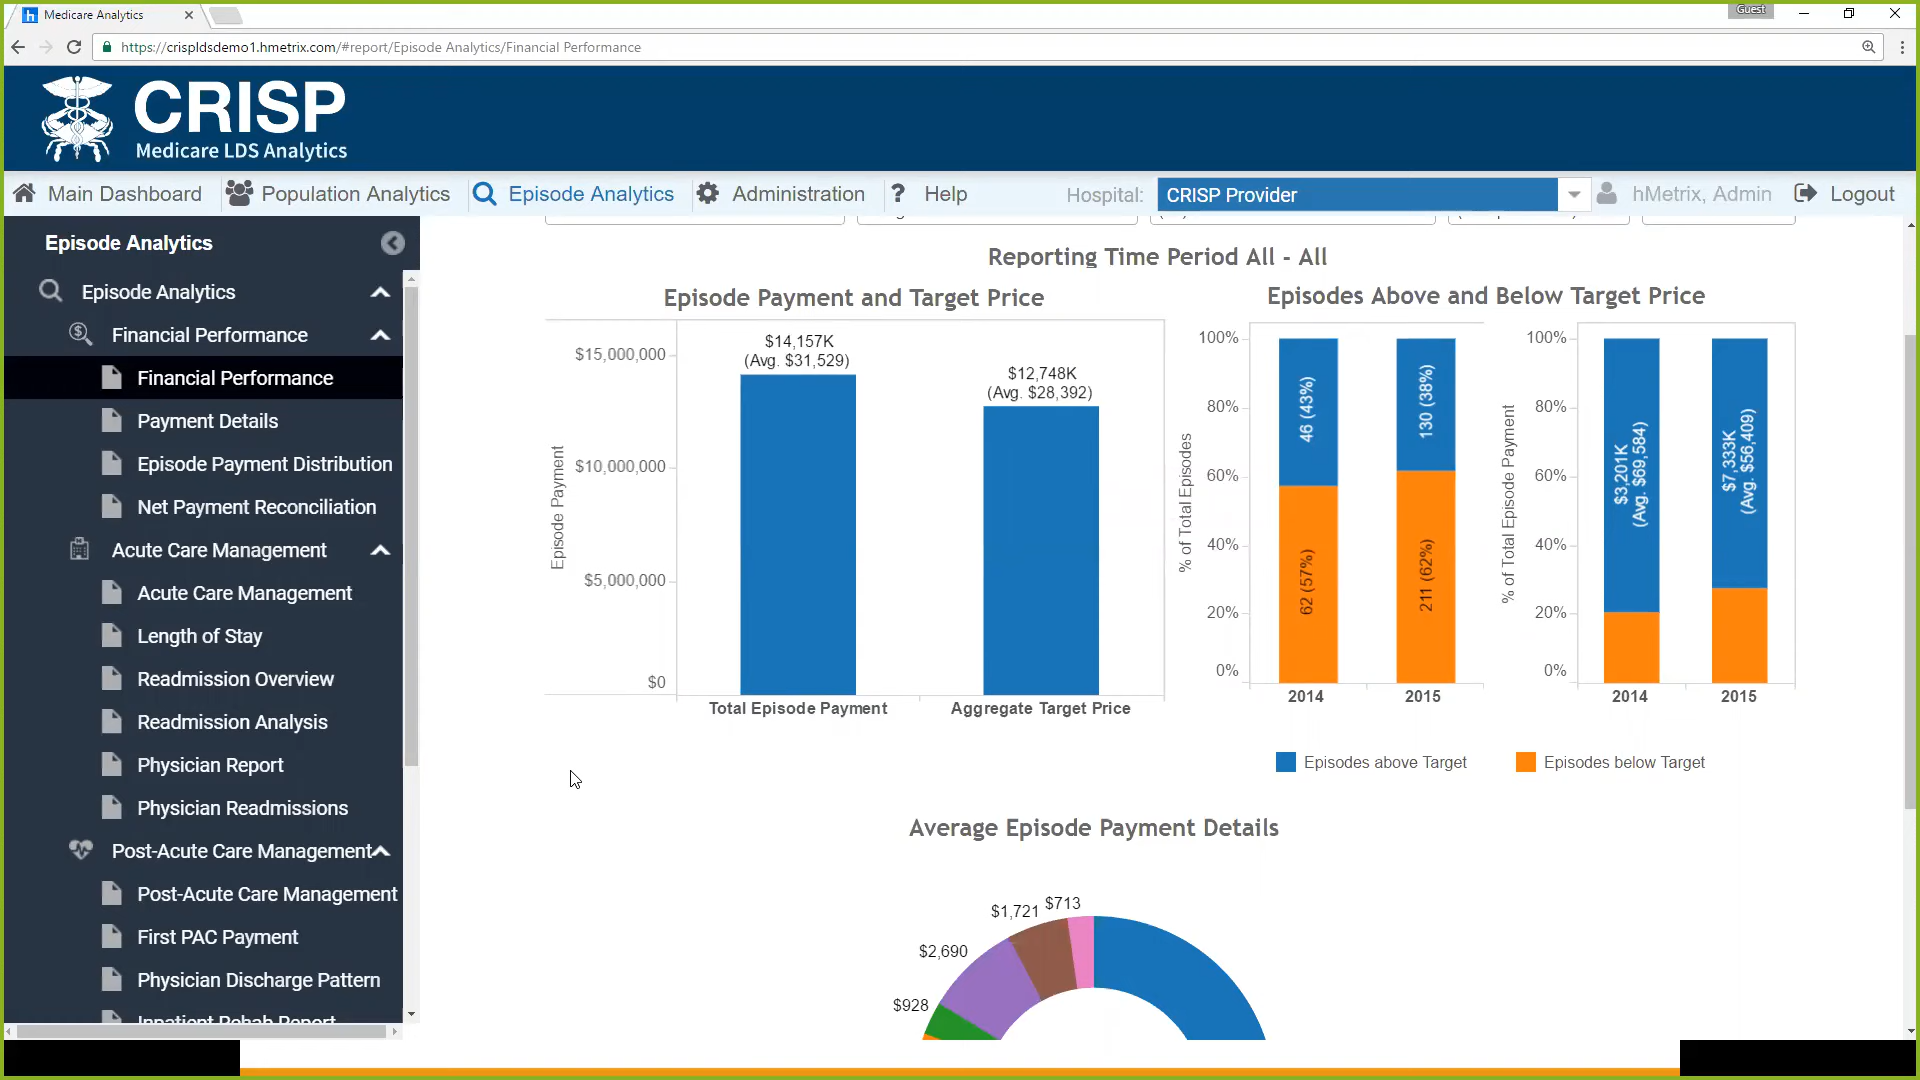 Medicare Analytics
Guest
https://crispldsdemo1.hmetrix.com/#report/Episode Analytics/Financial Performance
CRISP
Medicare LDS Analytics
Main Dashboard
Population Analytics
Episode Analytics
Administration
? Help
Hospital:
CRISP Provider
hMetrix, Admin
Logout
Episode Analytics
Episode Analytics
Financial Performance
Financial Performance
Payment Details
Episode Payment Distribution
Net Payment Reconciliation
Acute Care Management
Acute Care Management
Length of Stay
Readmission Overview
Readmission Analysis
Physician Report
Physician Readmissions
Post-Acute Care Management
Post-Acute Care Management
First PAC Payment
Physician Discharge Pattern
Inpatient Rehab Report
Reporting Time Period All - All
Episode Payment and Target Price
Episode Payment
$15,000,000
$10,000,000
$5,000,000
$0
$14,157K
(Avg. $31,529)
$12,748K
(Avg. $28,392)
Total Episode Payment
Aggregate Target Price
Episodes Above and Below Target Price
% of Total Episodes
100%
80%
60%
40%
20%
0%
46 (43%)
62 (57%)
130 (38%)
211 (62%)
2014
2015
% of Total Episode Payment
100%
80%
60%
40%
20%
0%
$3,201K
(Avg. $69,584)
$7,333K
(Avg. $56,409)
2014
2015
Episodes above Target
Episodes below Target
Average Episode Payment Details
$713
$1,721
$2,690
$928